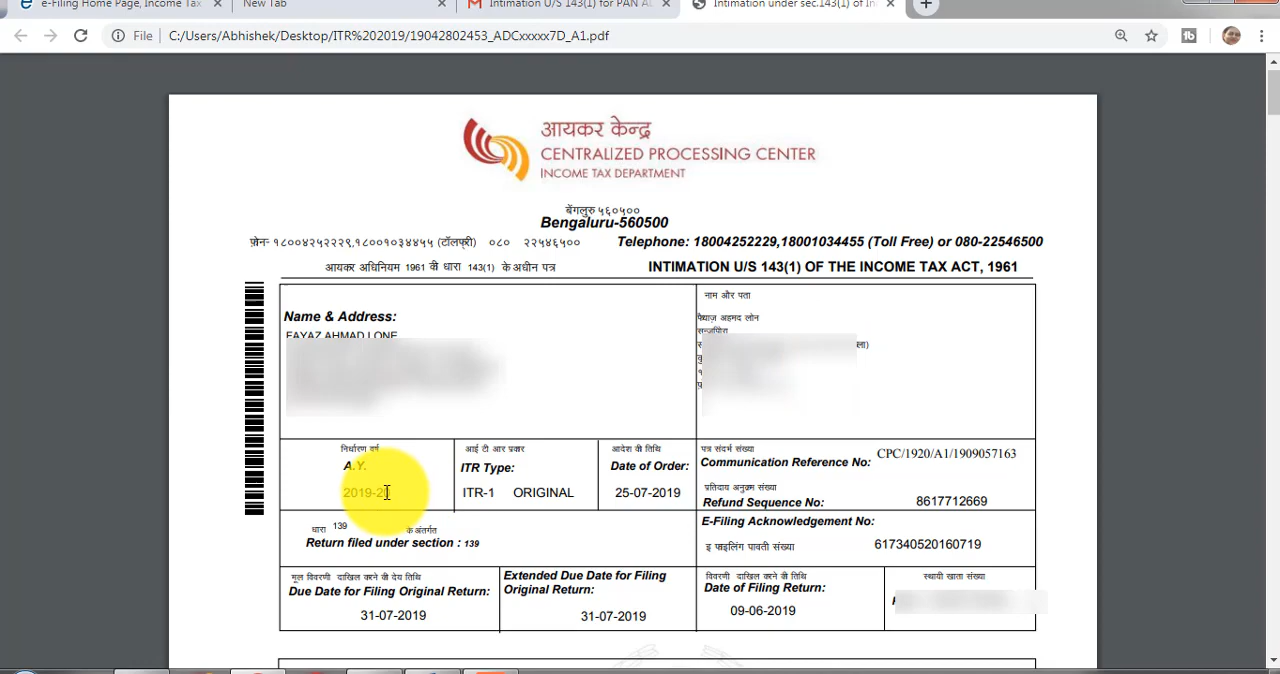 e-Filing Home Page, Income Tax
New Tab
Intimation U/S 143(1) for PAN A
Intimation under sec.143(1) of In
File C:/Users/Abhishek/Desktop/ITR%202019/19042802453_ADCxxxxx7D_A1.pdf
आयकर केन्द्र
CENTRALIZED PROCESSING CENTER
INCOME TAX DEPARTMENT
बेंगलुरु ५६०५००
Bengaluru-560500
फ़ोन- १८००४२५२२२९,१८००१०३४४५५ (टॉलफ्री) ०८० २२५४६५००
Telephone: 18004252229,18001034455 (Toll Free) or 080-22546500
आयकर अधिनियम 1961 की धारा 143(1) के अधीन पत्र
INTIMATION U/S 143(1) OF THE INCOME TAX ACT, 1961
Name & Address:
FAYAZ AHMAD LONE
नाम और पता
फैयाज़ अहमद लोन
निर्धारण वर्ष
A.Y.
2019-20
आई टी आर प्रकार
ITR Type:
ITR-1 ORIGINAL
आदेश की तिथि
Date of Order:
25-07-2019
पत्र संदर्भ संख्या
Communication Reference No:
CPC/1920/A1/1909057163
प्रतिदाय अनुक्रम संख्या
Refund Sequence No:
8617712669
धारा 139 के अंतर्गत
Return filed under section : 139
E-Filing Acknowledgement No:
इ फाइलिंग पावती संख्या
617340520160719
मूल विवरणी दाखिल करने की देय तिथि
Due Date for Filing Original Return:
31-07-2019
Extended Due Date for Filing
Original Return:
31-07-2019
विवरणी दाखिल करने की तिथि
Date of Filing Return:
09-06-2019
स्थायी खाता संख्या